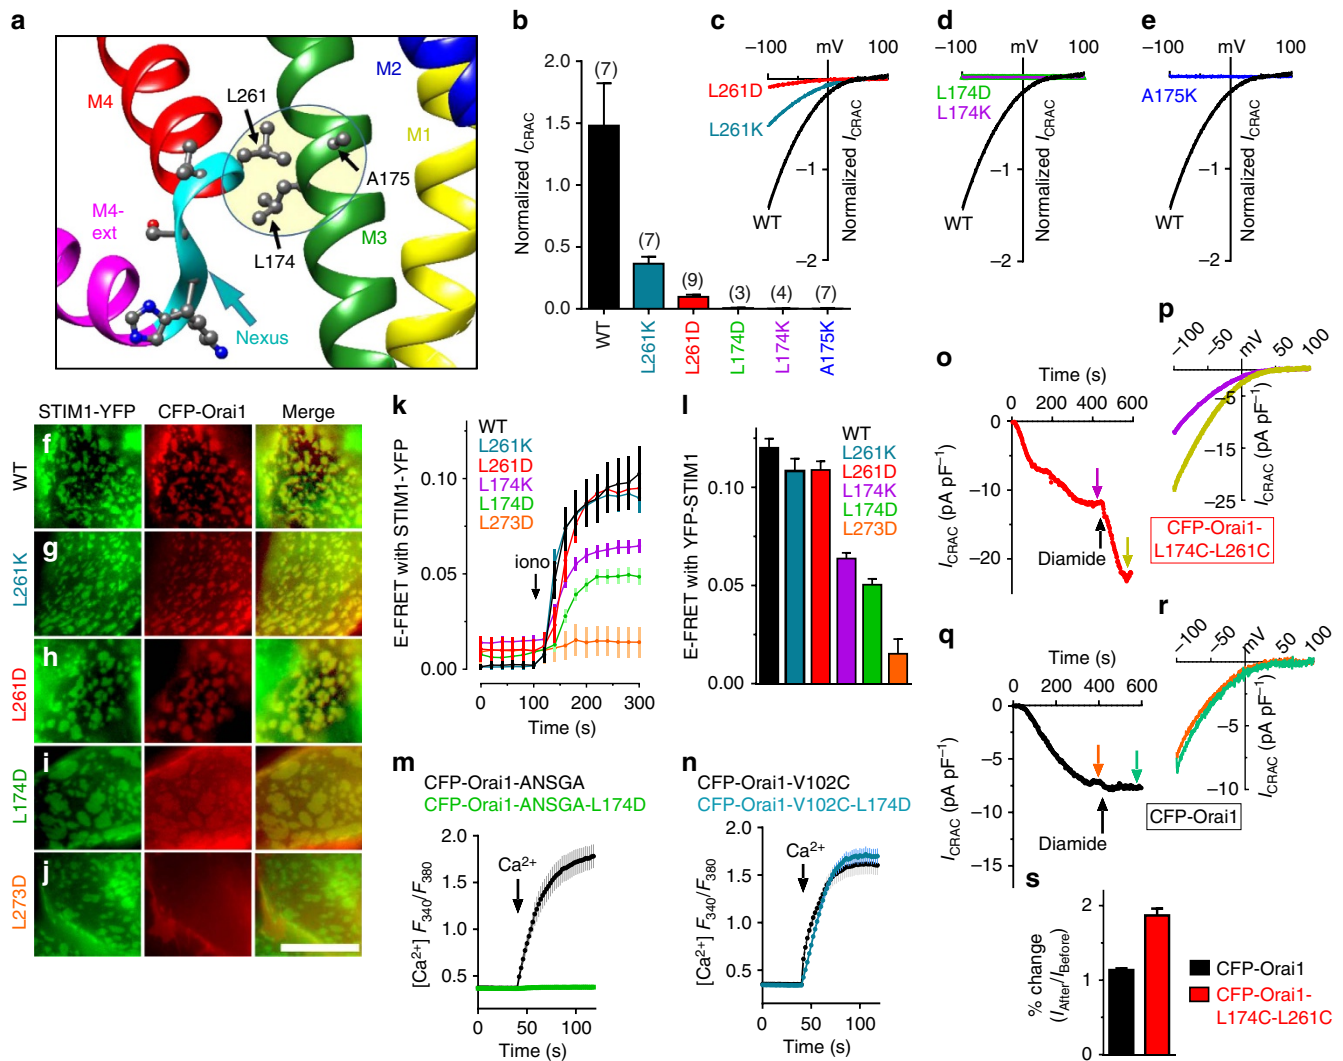 a
M4
L261
M2
M1
A175
M4-
ext
M3
L174
Nexus
b
Normalized ICRAC
2.0
1.5
1.0
0.5
0.0
(7)
(7)
(9)
(3)
(4)
(7)
WT
L261K
L261D
L174D
L174K
A175K
c
−100
mV
100
L261D
L261K
WT
−1
−2
Normalized ICRAC
d
−100
mV
100
L174D
L174K
WT
−1
−2
Normalized ICRAC
e
−100
mV
100
A175K
WT
−1
−2
Normalized ICRAC
STIM1-YFP
CFP-Orai1
Merge
f
WT
g
L261K
h
L261D
i
L174D
j
L273D
k
WT
L261K
L261D
L174K
L174D
L273D
E-FRET with STIM1-YFP
0.10
0.05
0.00
iono
0
100
200
300
Time (s)
l
WT
L261K
L261D
L174K
L174D
L273D
E-FRET with YFP-STIM1
0.10
0.05
0.00
m
CFP-Orai1-ANSGA
CFP-Orai1-ANSGA-L174D
[Ca2+] F340/F380
2.0
1.5
1.0
0.5
Ca2+
0
50
100
Time (s)
n
CFP-Orai1-V102C
CFP-Orai1-V102C-L174D
[Ca2+] F340/F380
2.0
1.5
1.0
0.5
Ca2+
0
50
100
Time (s)
o
Time (s)
0
200
400
600
0
−10
−20
ICRAC (pA pF−1)
Diamide
p
−100
−50
mV
50
100
−5
−15
−25
ICRAC (pA pF−1)
CFP-Orai1-
L174C-L261C
q
Time (s)
0
200
400
600
0
−5
−10
−15
ICRAC (pA pF−1)
Diamide
r
−100
−50
mV
50
100
−5
−10
ICRAC (pA pF−1)
CFP-Orai1
s
% change
(IAfter/IBefore)
2
1
0
CFP-Orai1
CFP-Orai1-
L174C-L261C